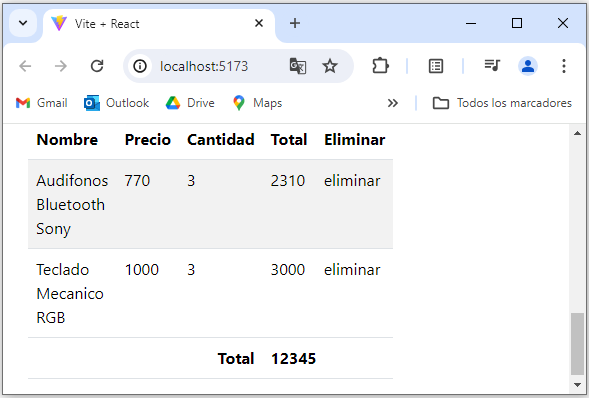 Vite + React
localhost:5173
Gmail Outlook Drive Maps » Todos los marcadores
Nombre Precio Cantidad Total Eliminar
Audifonos 770 3 2310 eliminar
Bluetooth
Sony
Teclado 1000 3 3000 eliminar
Mecanico
RGB
Total 12345